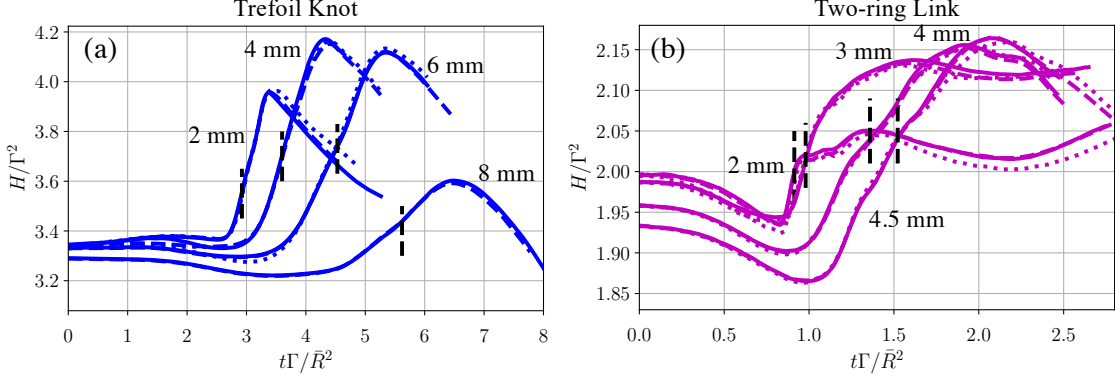 Trefoil Knot
(a)
4 mm
6 mm
2 mm
8 mm
4.2
4.0
3.8
3.6
3.4
3.2
H/Γ²
0 1 2 3 4 5 6 7 8
tΓ/R̄²
Two-ring Link
(b)
4 mm
3 mm
2 mm
4.5 mm
2.15
2.10
2.05
2.00
1.95
1.90
1.85
H/Γ²
0.0 0.5 1.0 1.5 2.0 2.5
tΓ/R̄²